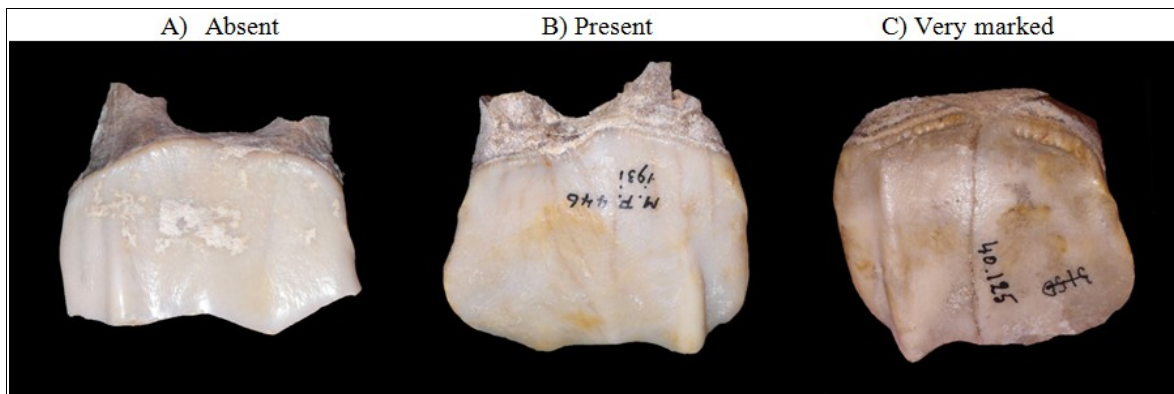 A) Absent
B) Present
C) Very marked
446
1931
40.125